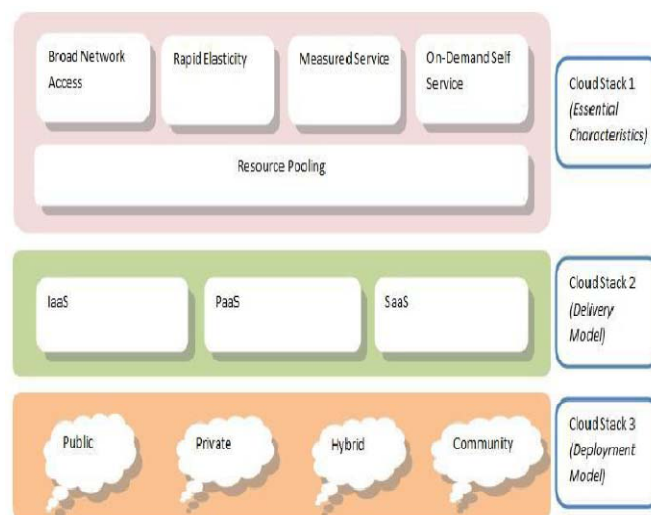 Broad Network
Access
Rapid Elasticity
Measured Service
On-Demand Self
Service
Resource Pooling
Cloud Stack 1
(Essential
Characteristics)
IaaS
PaaS
SaaS
Cloud Stack 2
(Delivery
Model)
Public
Private
Hybrid
Community
Cloud Stack 3
(Deployment
Model)